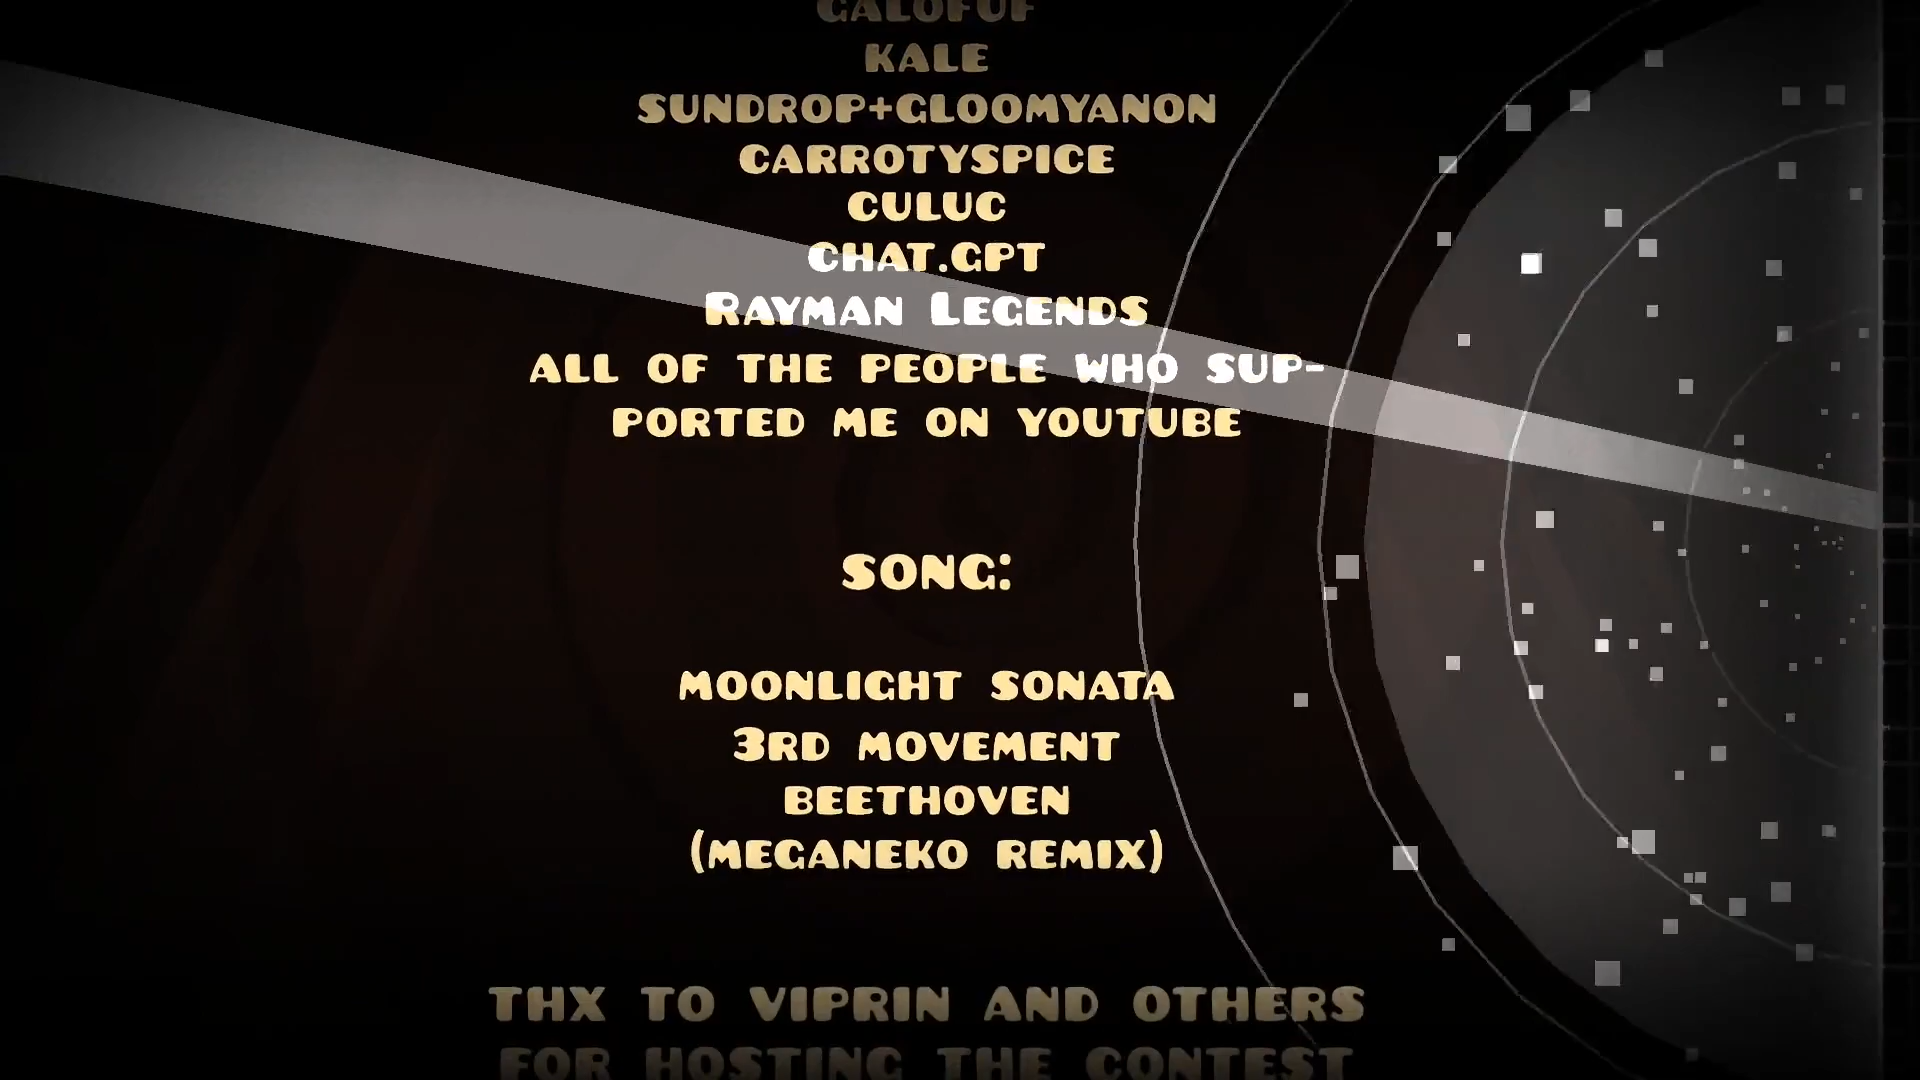 GALOFUF
KALE
SUNDROP+GLOOMYANON
CARROTYSPICE
CULUC
CHAT.GPT
RAYMAN LEGENDS
ALL OF THE PEOPLE WHO SUP-
PORTED ME ON YOUTUBE
SONG:
MOONLIGHT SONATA
3RD MOVEMENT
BEETHOVEN
(MEGANEKO REMIX)
THX TO VIPRIN AND OTHERS
FOR HOSTING THE CONTEST